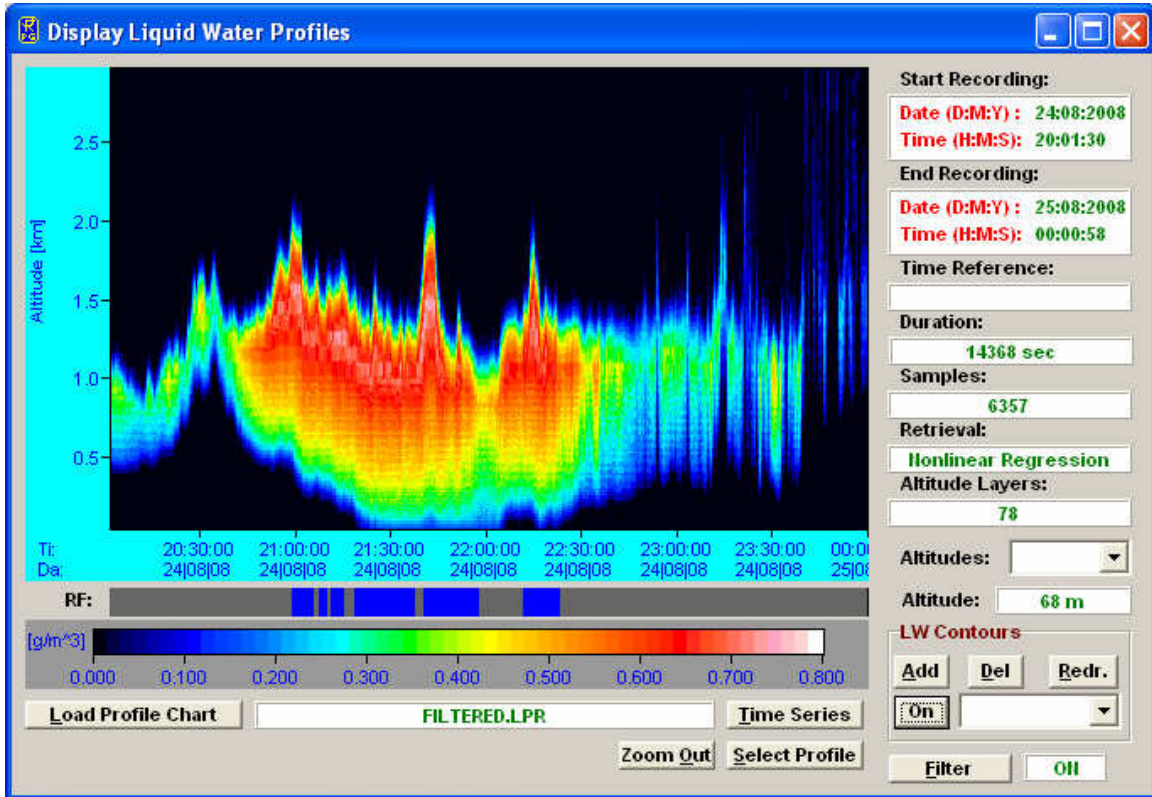 Display Liquid Water Profiles
2.5
2.0
1.5
1.0
0.5
Altitude [km]
Ti: 20:30:00 21:00:00 21:30:00 22:00:00 22:30:00 23:00:00 23:30:00 00:0
Da: 24|08|08 24|08|08 24|08|08 24|08|08 24|08|08 24|08|08 24|08|08 25|0
RF:
[g/m^3]
0.000 0.100 0.200 0.300 0.400 0.500 0.600 0.700 0.800
Load Profile Chart FILTERED.LPR Time Series
Zoom Out Select Profile
Start Recording:
Date (D:M:Y) : 24:08:2008
Time (H:M:S): 20:01:30
End Recording:
Date (D:M:Y) : 25:08:2008
Time (H:M:S): 00:00:58
Time Reference:
Duration:
14368 sec
Samples:
6357
Retrieval:
Nonlinear Regression
Altitude Layers:
78
Altitudes:
Altitude: 68 m
LW Contours
Add Del Redr.
On
Filter ON